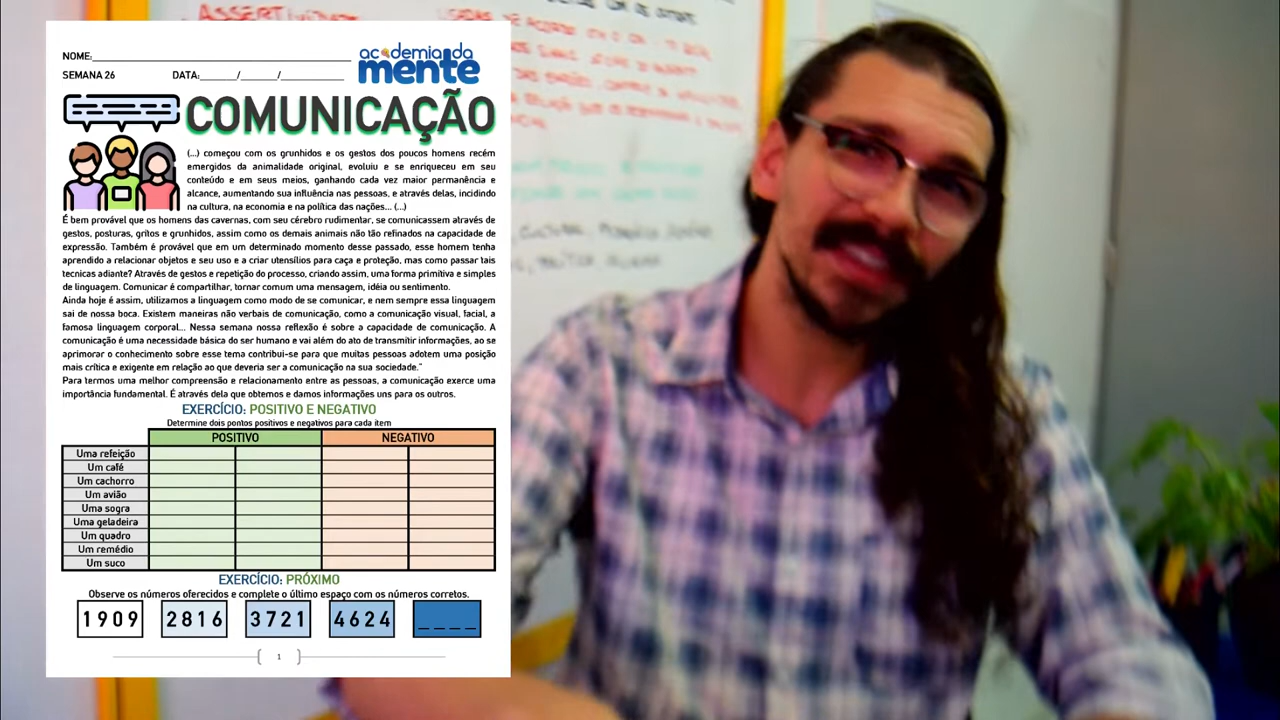 ASSERTIVIDADE
NOME:
academia da
mente
SEMANA 26
DATA:____/____/____
COMUNICAÇÃO
(...) começou com os grunhidos e os gestos dos poucos homens recém
emergidos da animalidade original, evoluiu e se enriqueceu em seu
conteúdo e em seus meios, ganhando cada vez maior permanência e
alcance, aumentando sua influência nas pessoas, e através delas, incidindo
na cultura, na economia e na política das nações... (...)
É bem provável que os homens das cavernas, com seu cérebro rudimentar, se comunicassem através de
gestos, posturas, gritos e grunhidos, assim como os demais animais não tão refinados na capacidade de
expressão. Também é provável que em um determinado momento desse passado, esse homem tenha
aprendido a relacionar objetos e seu uso e a criar utensílios para caça e proteção, mas como passar tais
tecnicas adiante? Através de gestos e repetição do processo, criando assim, uma forma primitiva e simples
de linguagem. Comunicar é compartilhar, tornar comum uma mensagem, idéia ou sentimento.
Ainda hoje é assim, utilizamos a linguagem como modo de se comunicar, e nem sempre essa linguagem
sai de nossa boca. Existem maneiras não verbais de comunicação, como a comunicação visual, facial, a
famosa linguagem corporal... Nessa semana nossa reflexão é sobre a capacidade de comunicação. A
comunicação é uma necessidade básica do ser humano e vai além do ato de transmitir informações, ao se
aprimorar o conhecimento sobre esse tema contribui-se para que muitas pessoas adotem uma posição
mais crítica e exigente em relação ao que deveria ser a comunicação na sua sociedade."
Para termos uma melhor compreensão e relacionamento entre as pessoas, a comunicação exerce uma
importância fundamental. É através dela que obtemos e damos informações uns para os outros.
EXERCÍCIO: POSITIVO E NEGATIVO
Determine dois pontos positivos e negativos para cada item
POSITIVO NEGATIVO
Uma refeição
Um café
Um cachorro
Um avião
Uma sogra
Uma geladeira
Um quadro
Um remédio
Um suco
EXERCÍCIO: PRÓXIMO
Observe os números oferecidos e complete o último espaço com os números corretos.
1909 2816 3721 4624 _ _ _ _
1